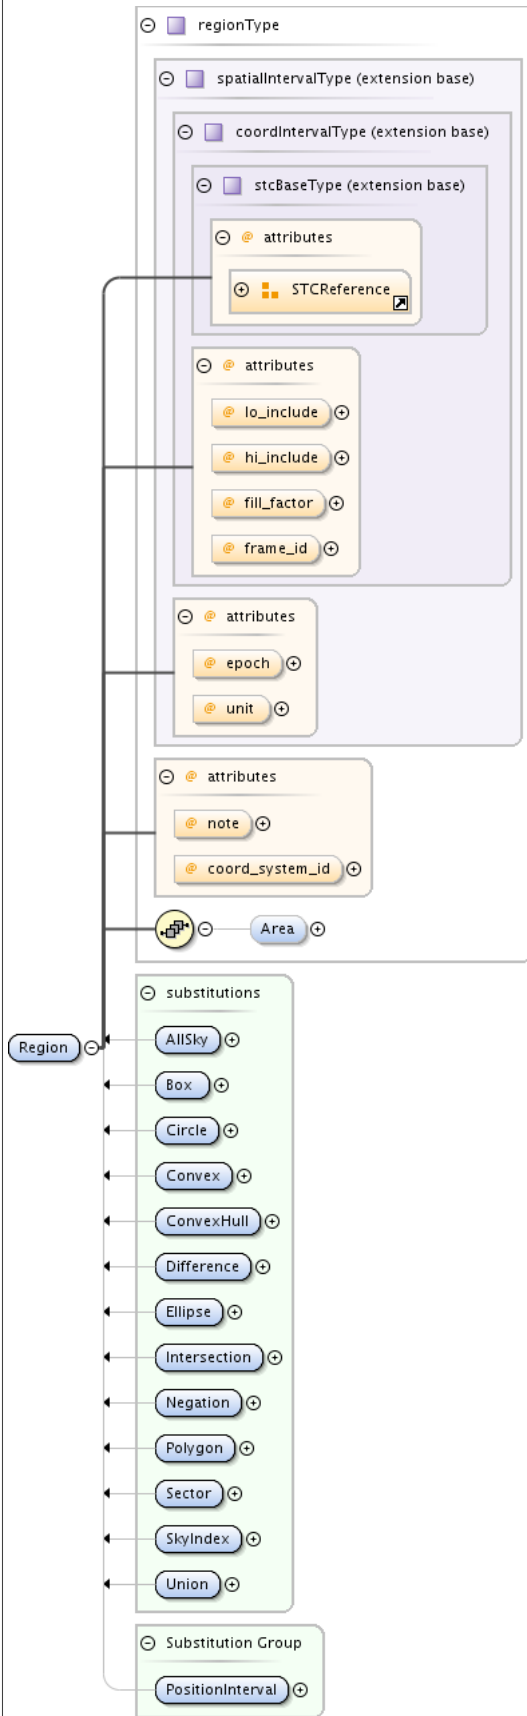 regionType
spatialIntervalType (extension base)
coordIntervalType (extension base)
stcBaseType (extension base)
@ attributes
STCReference
@ attributes
@ lo_include
@ hi_include
@ fill_factor
@ frame_id
@ attributes
@ epoch
@ unit
@ attributes
@ note
@ coord_system_id
Area
substitutions
Region
AllSky
Box
Circle
Convex
ConvexHull
Difference
Ellipse
Intersection
Negation
Polygon
Sector
SkyIndex
Union
Substitution Group
PositionInterval